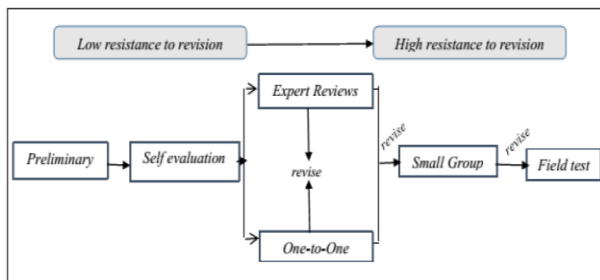 Low resistance to revision
High resistance to revision
Expert Reviews
Preliminary
Self evaluation
revise
revise
Small Group
revise
Field test
One-to-One